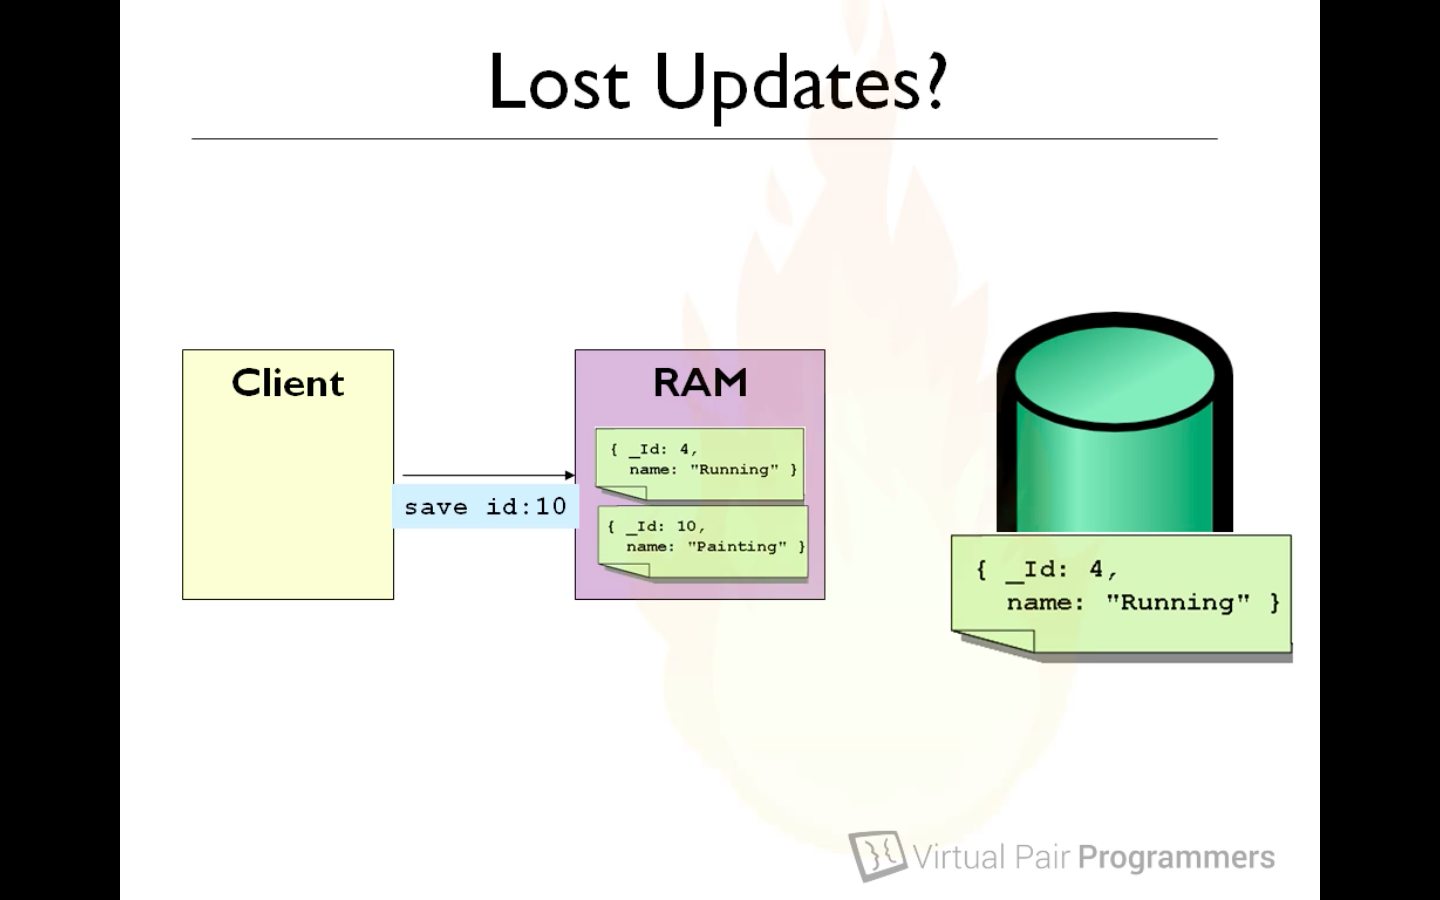 Lost Updates?
Client
save id:10
RAM
{ _Id: 4,
name: "Running" }
{ _Id: 10,
name: "Painting" }
{ _Id: 4,
name: "Running" }
Virtual Pair Programmers